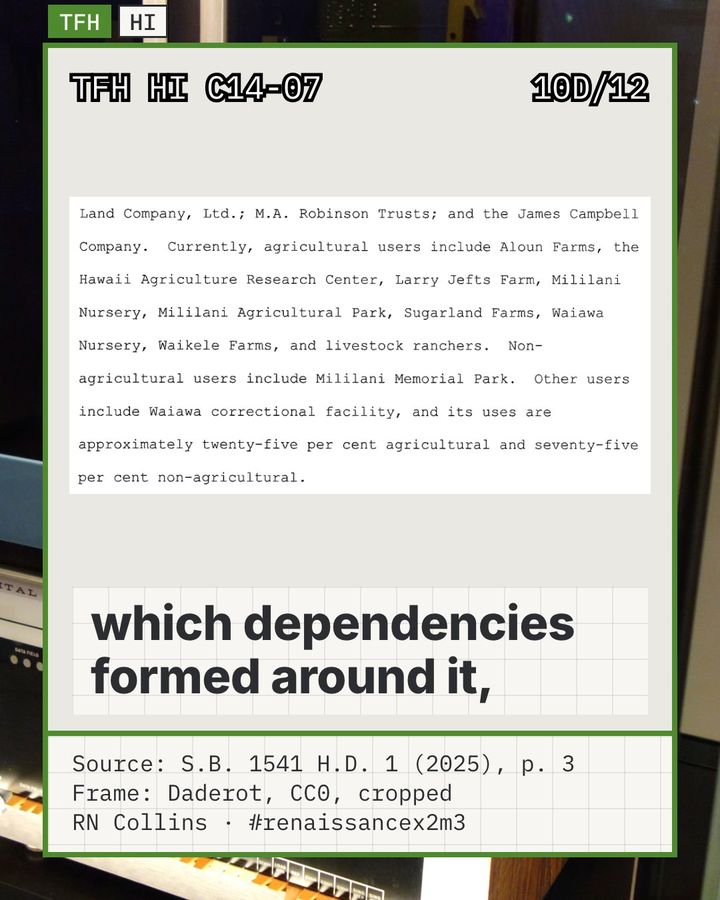 TFH HI
TFH HI C14-07 10D/12
Land Company, Ltd.; M.A. Robinson Trusts; and the James Campbell
Company.  Currently, agricultural users include Aloun Farms, the
Hawaii Agriculture Research Center, Larry Jefts Farm, Mililani
Nursery, Mililani Agricultural Park, Sugarland Farms, Waiawa
Nursery, Waikele Farms, and livestock ranchers.  Non-
agricultural users include Mililani Memorial Park.  Other users
include Waiawa correctional facility, and its uses are
approximately twenty-five per cent agricultural and seventy-five
per cent non-agricultural.
which dependencies
formed around it,
Source: S.B. 1541 H.D. 1 (2025), p. 3
Frame: Daderot, CC0, cropped
RN Collins · #renaissancex2m3
ITAL
DATA FIELD